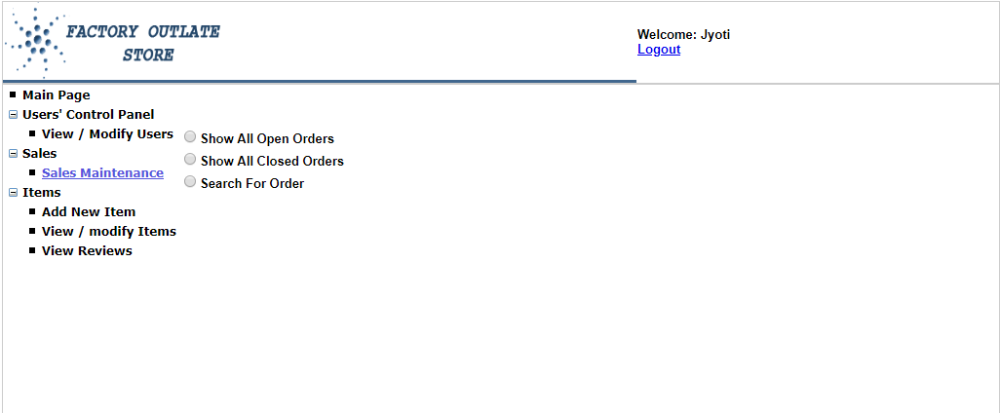 FACTORY OUTLATE
STORE
Welcome: Jyoti
Logout
Main Page
Users' Control Panel
View / Modify Users
Sales
Sales Maintenance
Items
Add New Item
View / modify Items
View Reviews
Show All Open Orders
Show All Closed Orders
Search For Order